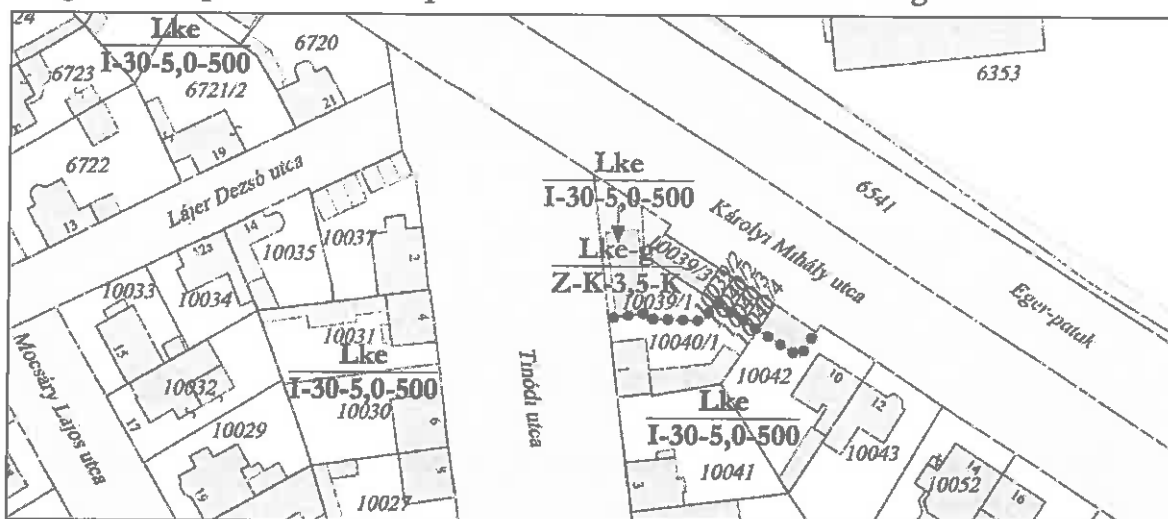 24
Lke
I-30-5,0-500
6720
6723
6721/2
21
19
6722
13
Lájer Dezső utca
6353
Lke
I-30-5,0-500
6541
Károlyi Mihály utca
Eger-patak
Lke-g
Z-K-3,5-K
10039/3
10039/1
10040/1
14
10035
10037
2
12a
10034
10033
10031
4
15
10032
17
Mocsáry Lajos utca
Lke
I-30-5,0-500
10030
6
10029
19
10027
Tinódi utca
10042
10
12
Lke
I-30-5,0-500
10043
10041
3
14
10052
16